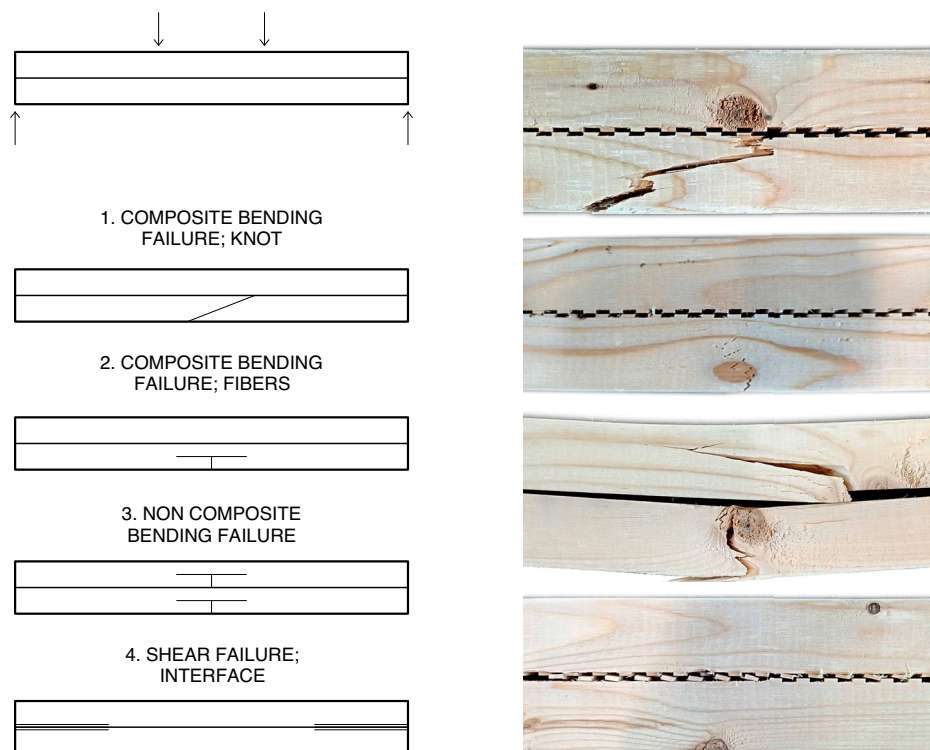 1. COMPOSITE BENDING
FAILURE; KNOT
2. COMPOSITE BENDING
FAILURE; FIBERS
3. NON COMPOSITE
BENDING FAILURE
4. SHEAR FAILURE;
INTERFACE